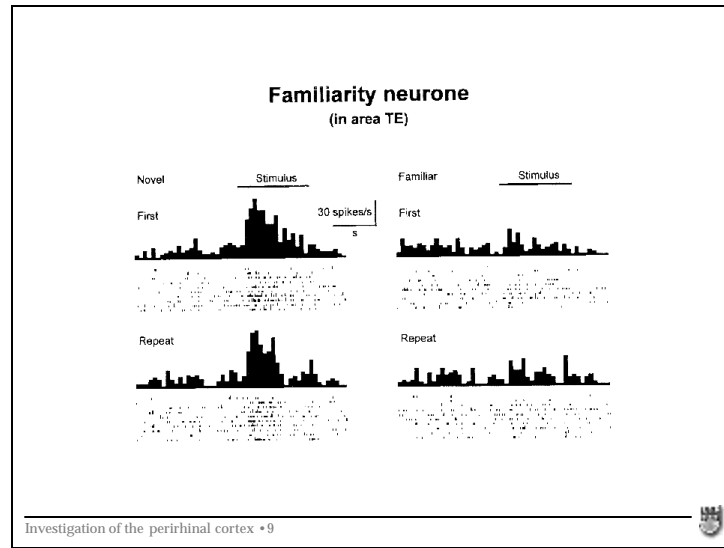 Familiarity neurone
(in area TE)
Novel
Stimulus
First
30 spikes/s
s
Familiar
Stimulus
First
Repeat
Repeat
Investigation of the perirhinal cortex • 9